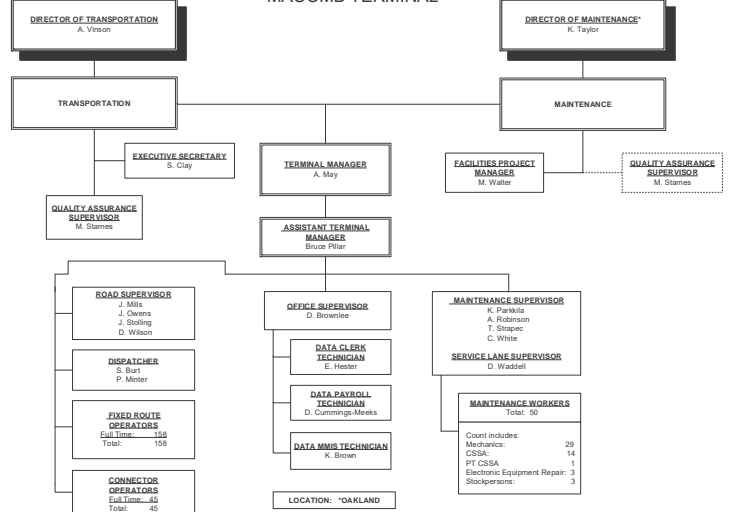 MACOMB TERMINAL
DIRECTOR OF TRANSPORTATION
A. Vinson
DIRECTOR OF MAINTENANCE*
K. Taylor
TRANSPORTATION
MAINTENANCE
EXECUTIVE SECRETARY
S. Clay
TERMINAL MANAGER
A. May
FACILITIES PROJECT
MANAGER
M. Walter
QUALITY ASSURANCE
SUPERVISOR
M. Starnes
QUALITY ASSURANCE
SUPERVISOR
M. Starnes
ASSISTANT TERMINAL
MANAGER
Bruce Pillar
ROAD SUPERVISOR
J. Mills
J. Owens
J. Stolling
D. Wilson
OFFICE SUPERVISOR
D. Brownlee
MAINTENANCE SUPERVISOR
K. Parkkila
A. Robinson
T. Strapec
C. White
SERVICE LANE SUPERVISOR
D. Waddell
DISPATCHER
S. Burt
P. Minter
DATA CLERK
TECHNICIAN
E. Hester
DATA PAYROLL
TECHNICIAN
D. Cummings-Meeks
DATA MMIS TECHNICIAN
K. Brown
FIXED ROUTE
OPERATORS
Full Time: 158
Total: 158
CONNECTOR
OPERATORS
Full Time: 45
Total: 45
MAINTENANCE WORKERS
Total: 50
Count includes:
Mechanics: 29
CSSA: 14
PT CSSA 1
Electronic Equipment Repair: 3
Stockpersons: 3
LOCATION: *OAKLAND